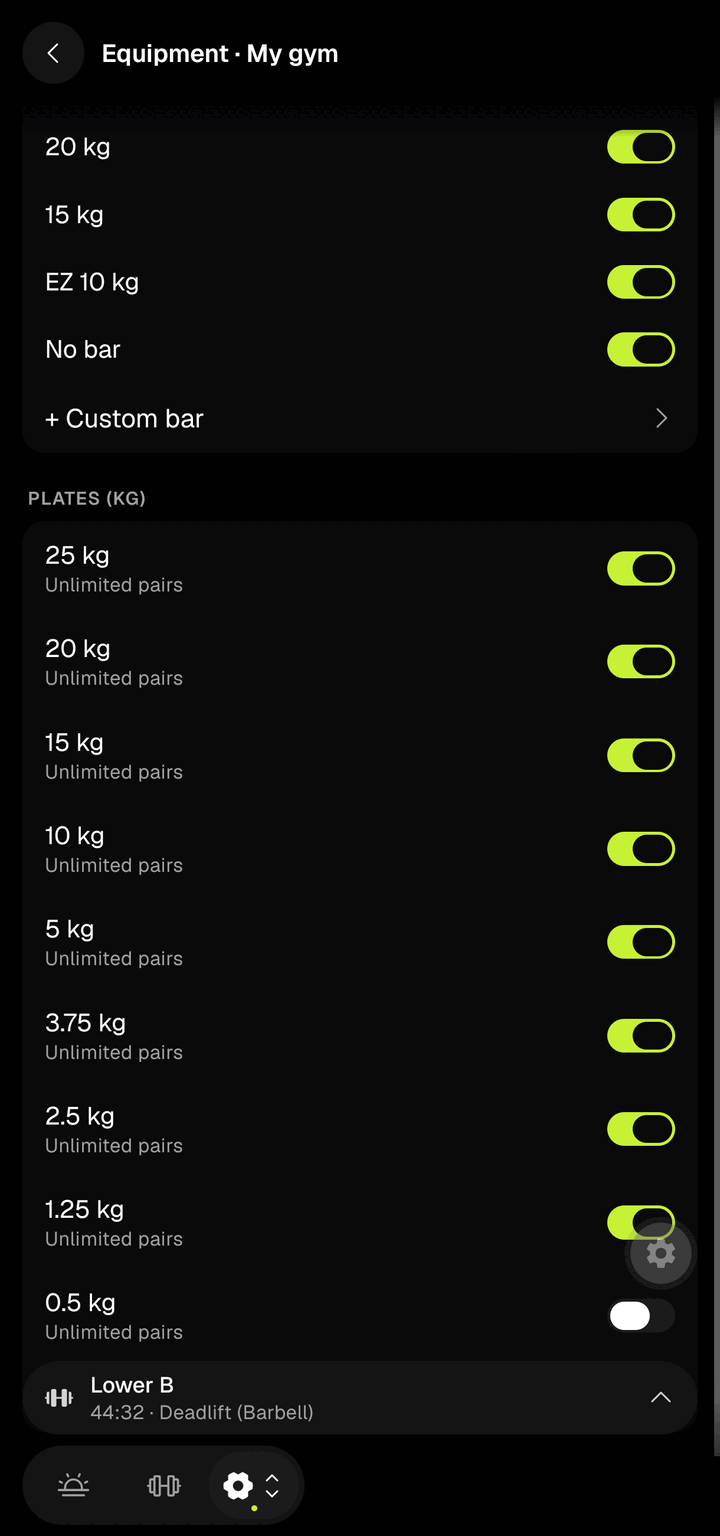 Equipment · My gym
20 kg
15 kg
EZ 10 kg
No bar
+ Custom bar
PLATES (KG)
25 kg
Unlimited pairs
20 kg
Unlimited pairs
15 kg
Unlimited pairs
10 kg
Unlimited pairs
5 kg
Unlimited pairs
3.75 kg
Unlimited pairs
2.5 kg
Unlimited pairs
1.25 kg
Unlimited pairs
0.5 kg
Unlimited pairs
Lower B
44:32 · Deadlift (Barbell)